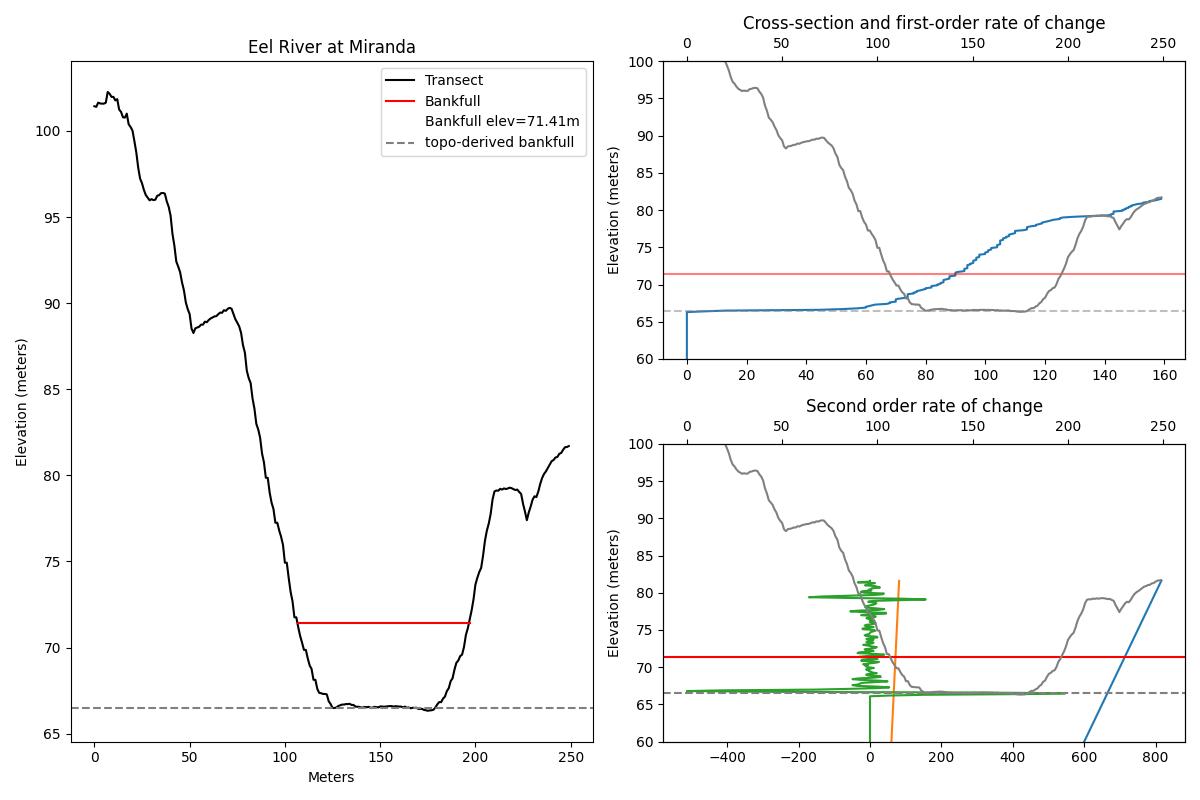 Eel River at Miranda
Transect
Bankfull
Bankfull elev=71.41m
topo-derived bankfull
Elevation (meters)
100
95
90
85
80
75
70
65
0 50 100 150 200 250
Meters
Cross-section and first-order rate of change
0 50 100 150 200 250
Elevation (meters)
100
95
90
85
80
75
70
65
60
0 20 40 60 80 100 120 140 160
Second order rate of change
0 50 100 150 200 250
Elevation (meters)
100
95
90
85
80
75
70
65
60
−400 −200 0 200 400 600 800